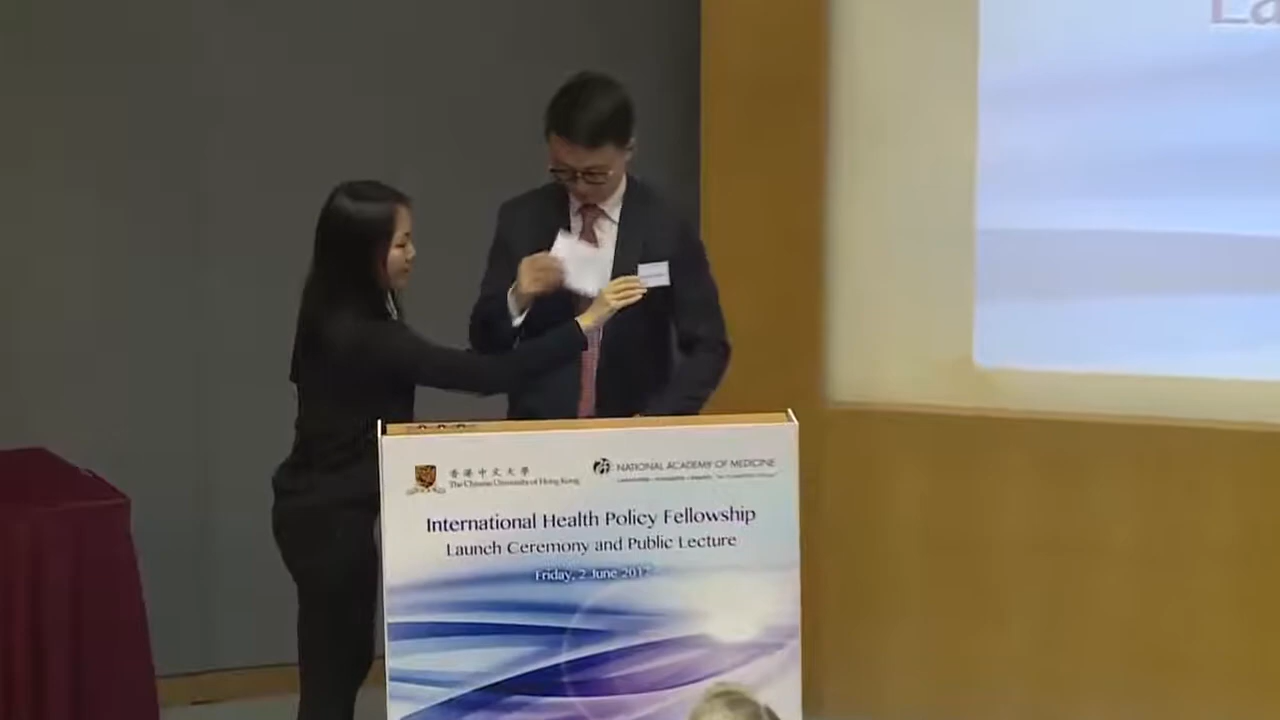 La
香港中文大學
The Chinese University of Hong Kong
NATIONAL ACADEMY OF MEDICINE
International Health Policy Fellowship
Launch Ceremony and Public Lecture
Friday, 2 June 2017